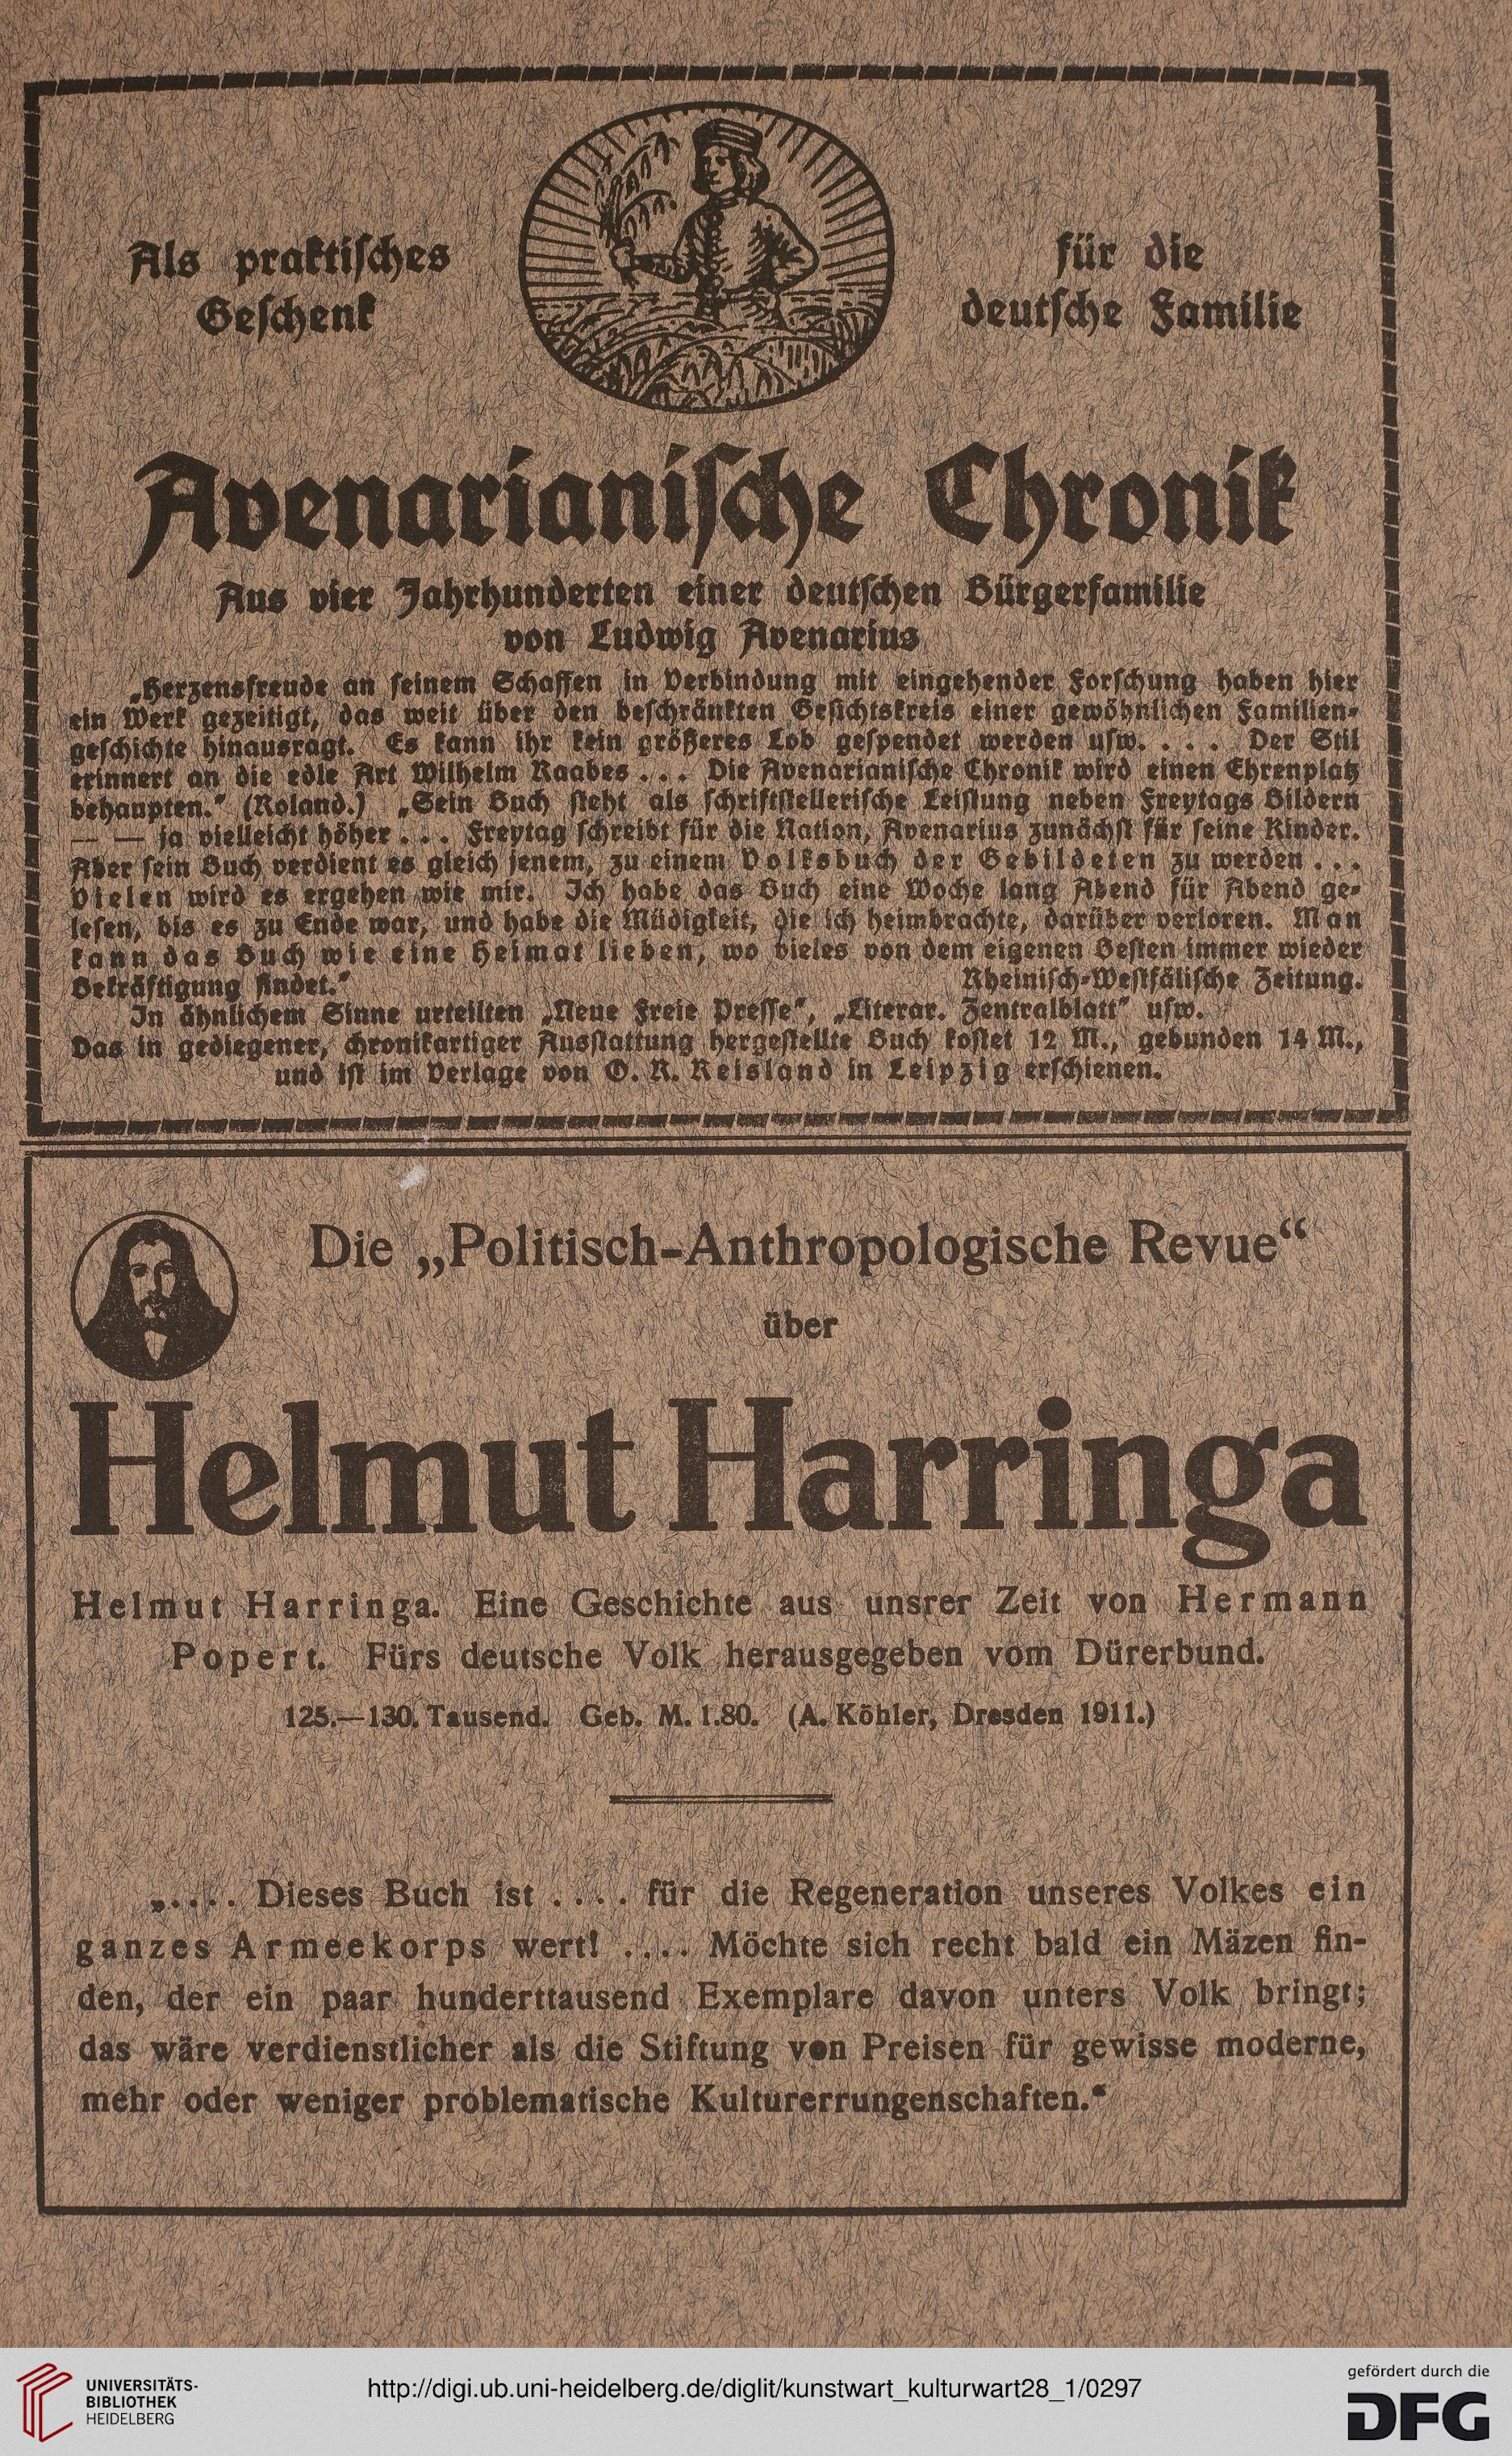 Als praktisches
Geschenk
für die
deutsche Familie
Avenarianische Chronik
Aus vier Jahrhunderten einer deutschen Bürgerfamilie
von Ludwig Avenarius
„Herzensfreude an seinem Schaffen in Verbindung mit eingehender Forschung haben hier
ein Werk gezeitigt, das weit über den beschränkten Gesichtskreis einer gewöhnlichen Familien-
geschichte hinausragt. Es kann ihr kein größeres Lob gespendet werden usw. . . . Der Stil
erinnert an die edle Art Wilhelm Raabes . . . Die Avenarianische Chronik wird einen Ehrenplatz
behaupten.“ (Roland.) „Sein Buch steht als schriftstellerische Leistung neben Freytags Bildern
— — ja vielleicht höher . . . Freytag schreibt für die Nation, Avenarius zunächst für seine Kinder.
Aber sein Buch verdient es gleich jenem, zu einem Volksbuch der Gebildeten zu werden . . .
Vielen wird es ergehen wie mir. Ich habe das Buch eine Woche lang Abend für Abend ge-
lesen, bis es zu Ende war, und habe die Müdigkeit, die ich heimbrachte, darüber verloren. Man
kann das Buch wie eine Heimat lieben, wo vieles von dem eigenen Besten immer wieder
Bekräftigung findet.“ Rheinisch-Westfälische Zeitung.
In ähnlichem Sinne urteilten „Neue Freie Presse“, „Literar. Zentralblatt“ usw.
Das in gediegener, chronikartiger Ausstattung hergestellte Buch kostet 12 M., gebunden 14 M.,
und ist im Verlage von O. R. Reisland in Leipzig erschienen.
Die „Politisch-Anthropologische Revue“
über
Helmut Harringa
Helmut Harringa. Eine Geschichte aus unsrer Zeit von Hermann
Popert. Fürs deutsche Volk herausgegeben vom Dürerbund.
125.—130. Tausend. Geb. M. 1.80. (A. Köhler, Dresden 1911.)
„. . . . Dieses Buch ist . . . . für die Regeneration unseres Volkes ein
ganzes Armeekorps wert! . . . . Möchte sich recht bald ein Mäzen fin-
den, der ein paar hunderttausend Exemplare davon unters Volk bringt;
das wäre verdienstlicher als die Stiftung von Preisen für gewisse moderne,
mehr oder weniger problematische Kulturerrungenschaften.“
UNIVERSITÄTS-
BIBLIOTHEK
HEIDELBERG
http://digi.ub.uni-heidelberg.de/diglit/kunstwart_kulturwart28_1/0297
gefördert durch die
DFG